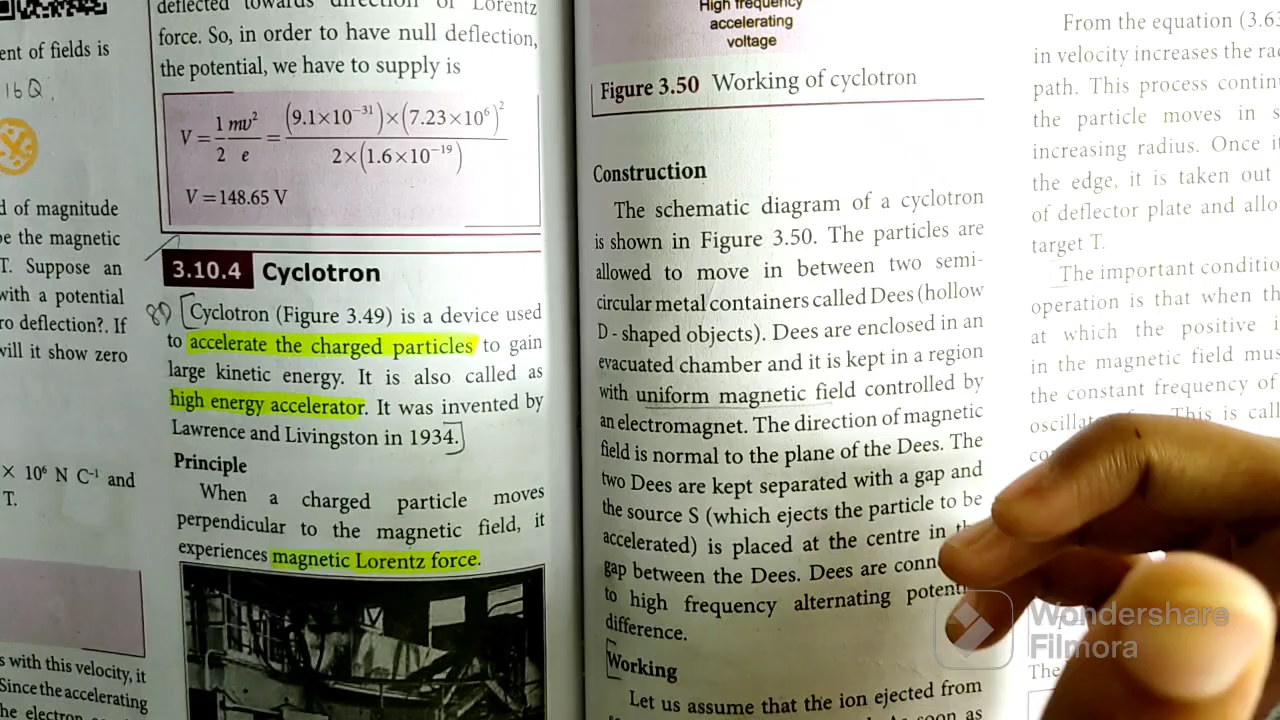 ent of fields is
16Q.
d of magnitude
be the magnetic
T. Suppose an
with a potential
ro deflection?. If
will it show zero
× 10⁶ N C⁻¹ and
T.
s with this velocity, it
Since the accelerating
he electron
deflected towards direction of Lorentz
force. So, in order to have null deflection,
the potential, we have to supply is
V = 1/2 mv²/e = (9.1×10⁻³¹)×(7.23×10⁶)² / 2×(1.6×10⁻¹⁹)
V = 148.65 V
3.10.4 Cyclotron
Cyclotron (Figure 3.49) is a device used
to accelerate the charged particles to gain
large kinetic energy. It is also called as
high energy accelerator. It was invented by
Lawrence and Livingston in 1934.
Principle
When a charged particle moves
perpendicular to the magnetic field, it
experiences magnetic Lorentz force.
High frequency
accelerating
voltage
Figure 3.50 Working of cyclotron
Construction
The schematic diagram of a cyclotron
is shown in Figure 3.50. The particles are
allowed to move in between two semi-
circular metal containers called Dees (hollow
D - shaped objects). Dees are enclosed in an
evacuated chamber and it is kept in a region
with uniform magnetic field controlled by
an electromagnet. The direction of magnetic
field is normal to the plane of the Dees. The
two Dees are kept separated with a gap and
the source S (which ejects the particle to be
accelerated) is placed at the centre in
gap between the Dees. Dees are conn
to high frequency alternating potent
difference.
Working
Let us assume that the ion ejected from
soon as
From the equation (3.63
in velocity increases the ra
path. This process contin
the particle moves in s
increasing radius. Once i
the edge, it is taken out
of deflector plate and allo
target T.
The important conditio
operation is that when th
at which the positive i
in the magnetic field mus
the constant frequency of
oscillat This is call
The
Wondershare
Filmora